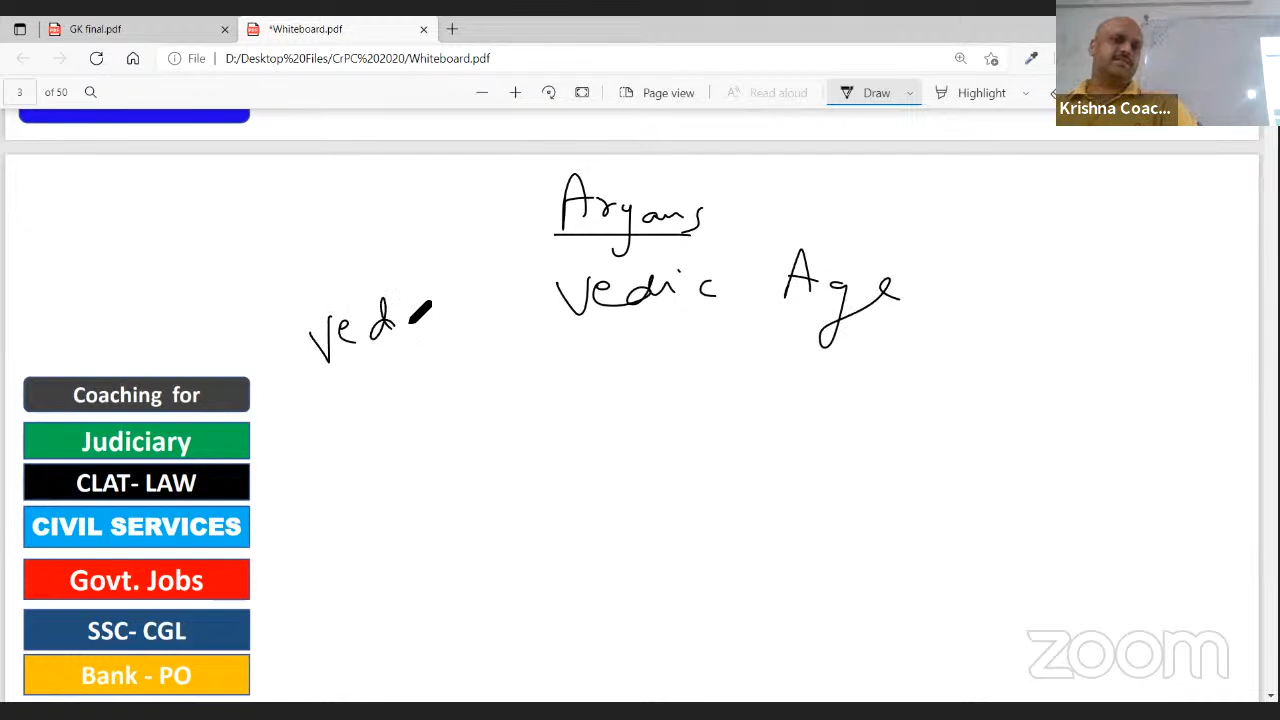 GK final.pdf
*Whiteboard.pdf
File D:/Desktop%20Files/CrPC%202020/Whiteboard.pdf
3 of 50 Page view Read aloud Draw Highlight
Krishna Coac...
Aryans
Vedic Age
Ved
Coaching for
Judiciary
CLAT- LAW
CIVIL SERVICES
Govt. Jobs
SSC- CGL
Bank - PO
zoom